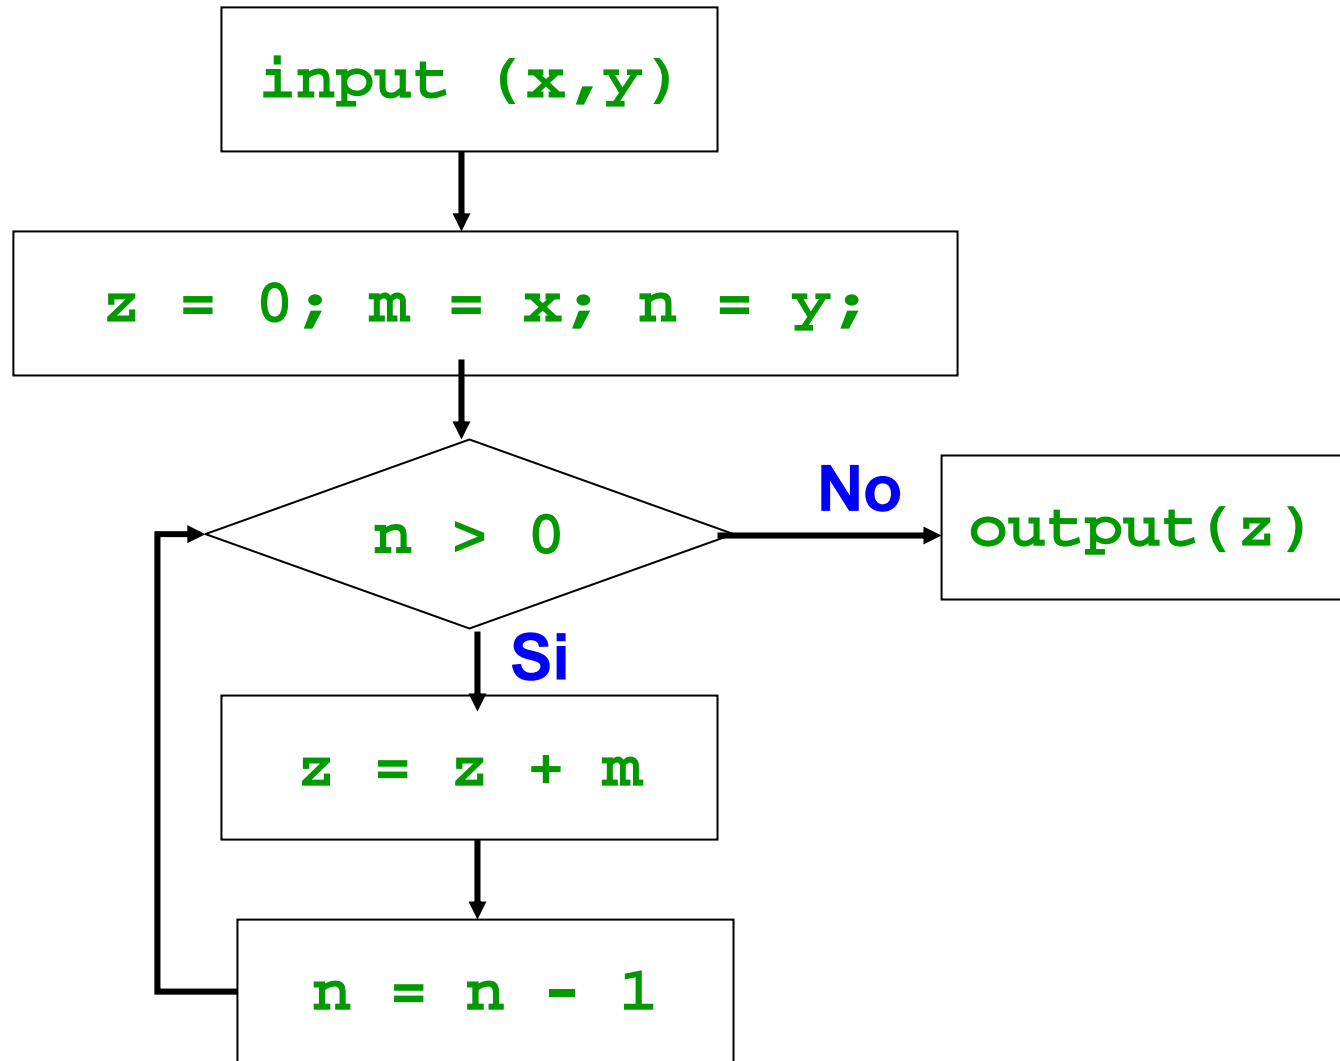 input (x,y)
z = 0; m = x; n = y;
n > 0
No
output(z)
Si
z = z + m
n = n - 1